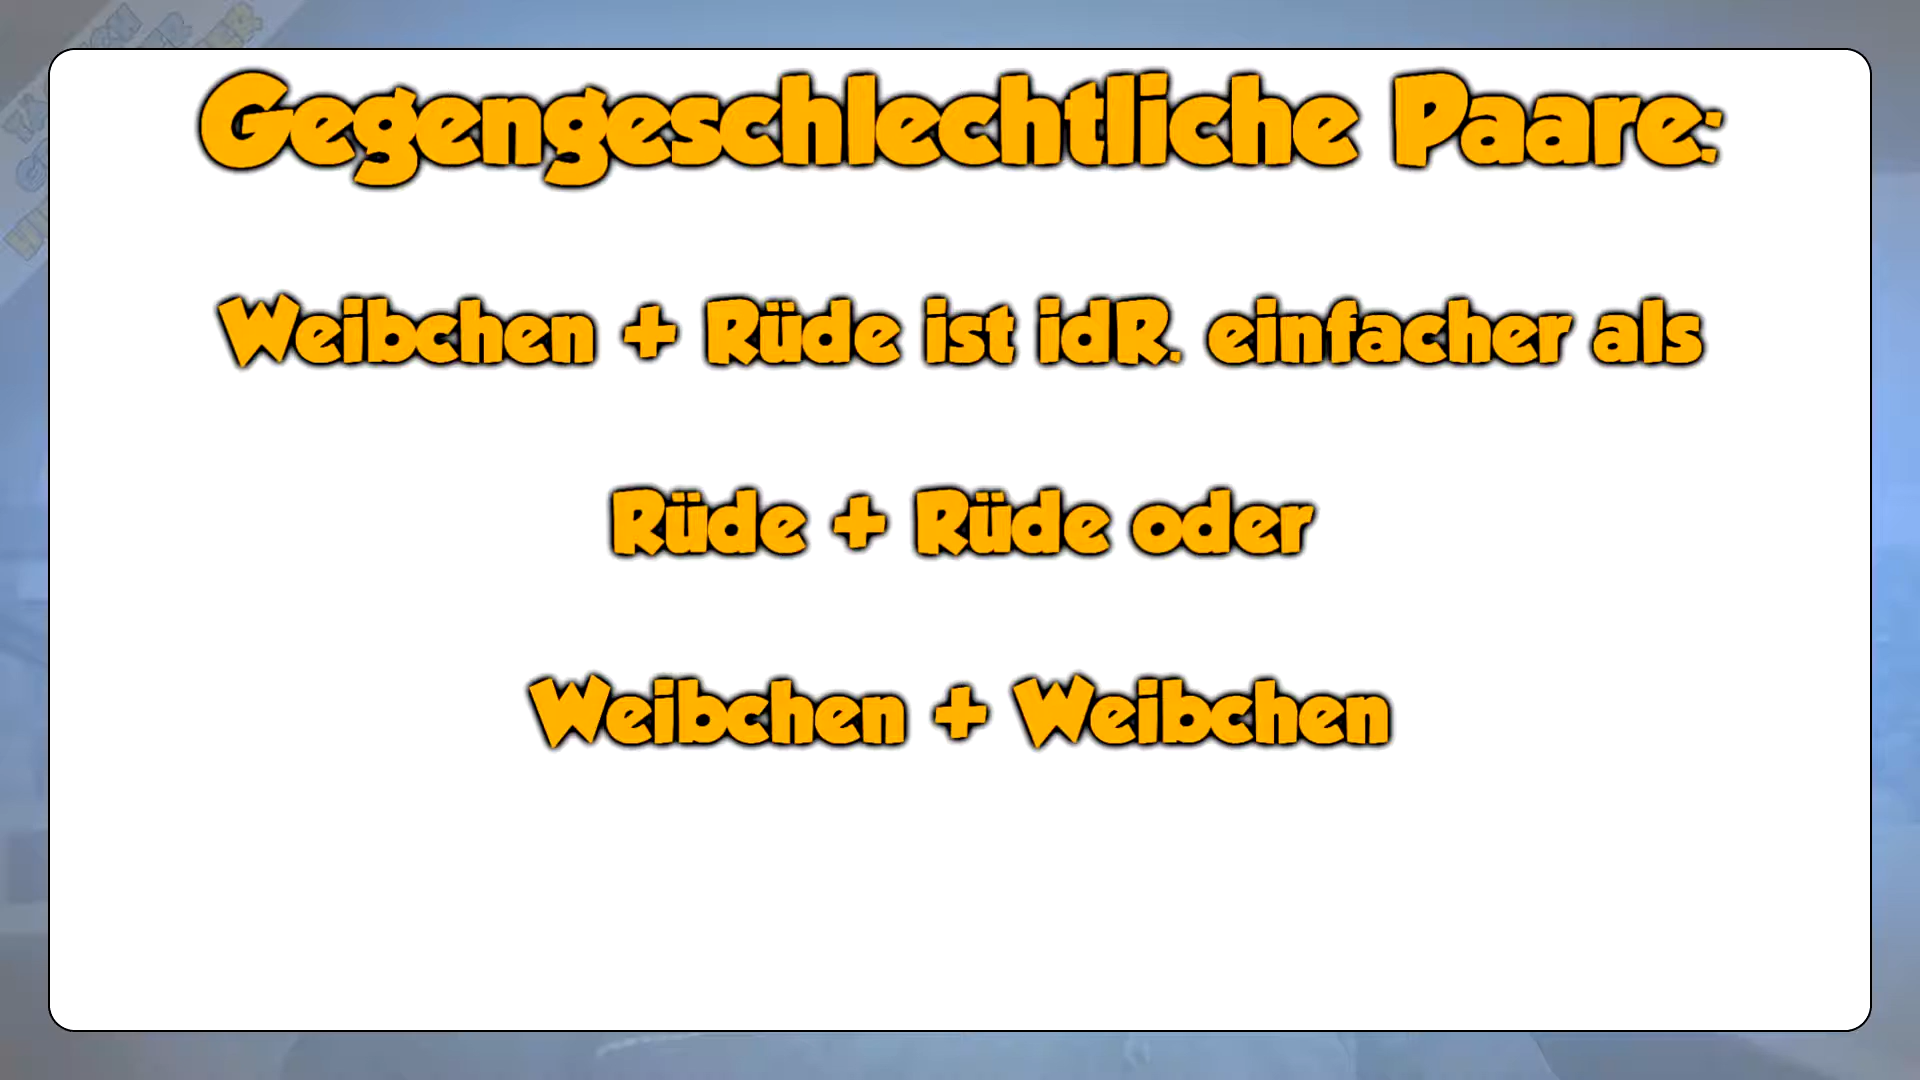 Gegengeschlechtliche Paare:
Weibchen + Rüde ist idR. einfacher als
Rüde + Rüde oder
Weibchen + Weibchen